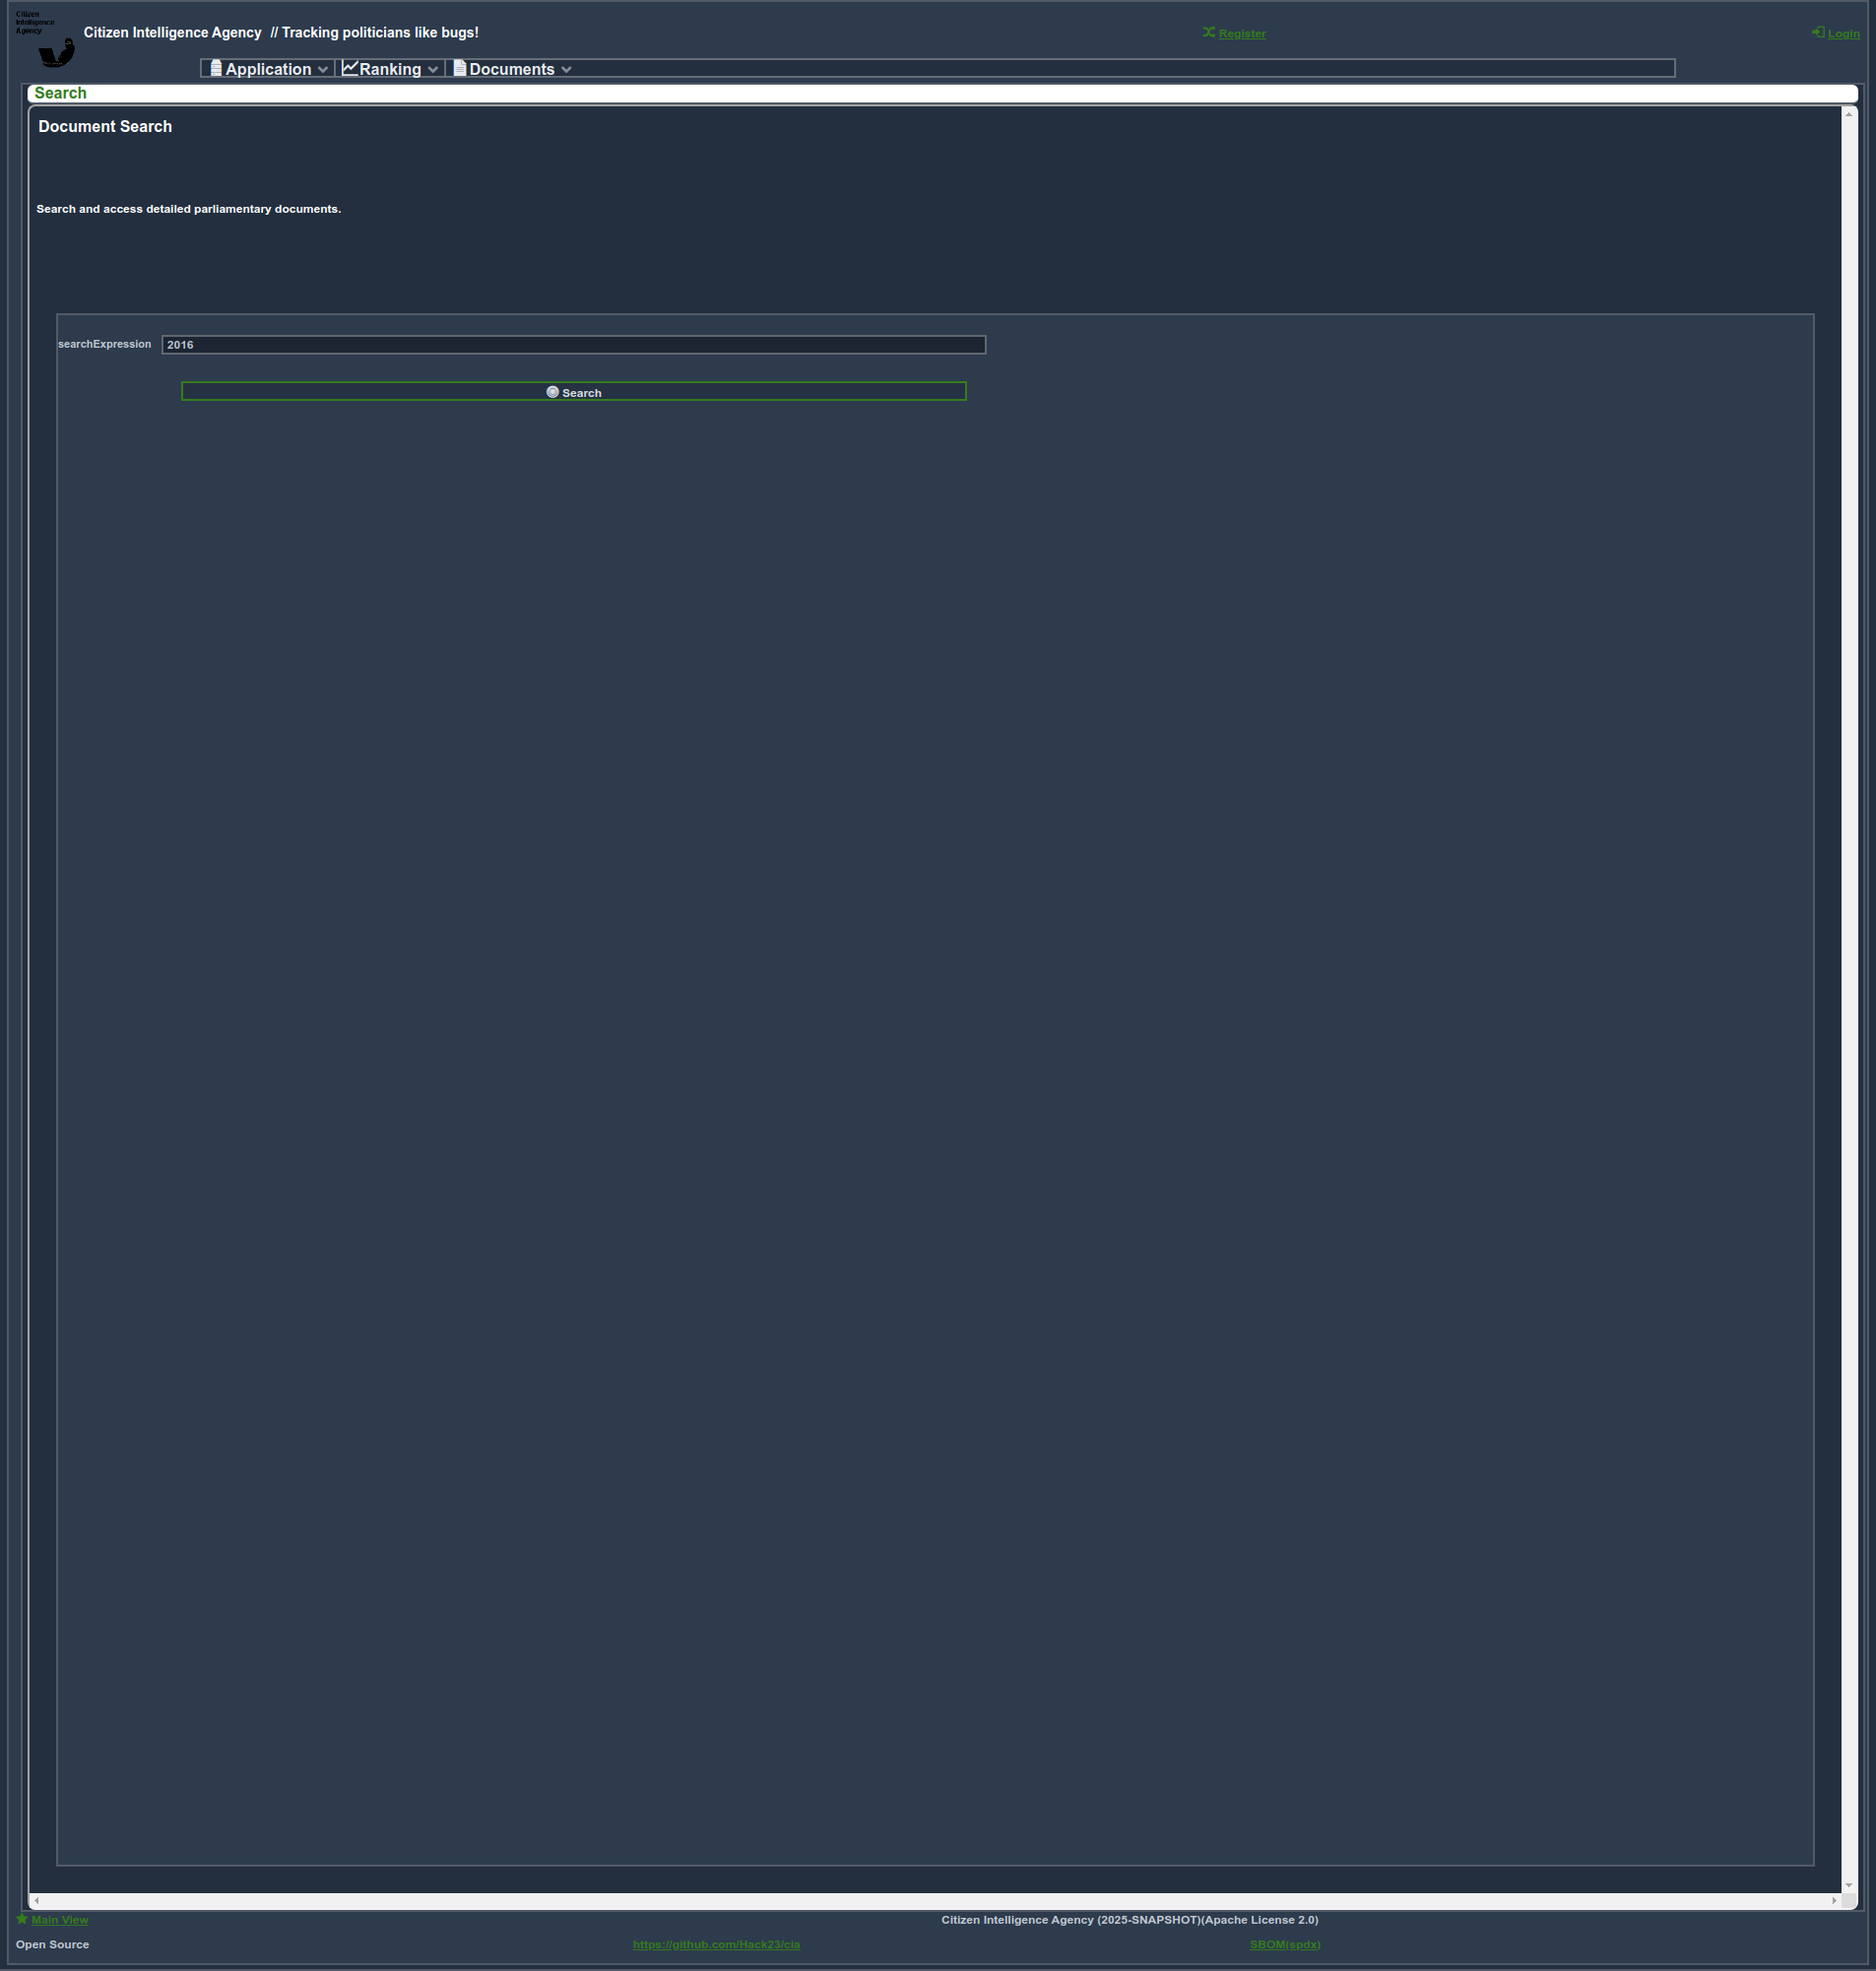 Citizen
Intelligence
Agency
Citizen Intelligence Agency // Tracking politicians like bugs!
Register
Login
Application
Ranking
Documents
Search
Document Search
Search and access detailed parliamentary documents.
searchExpression
2016
Search
Main View
Citizen Intelligence Agency (2025-SNAPSHOT)(Apache License 2.0)
Open Source
https://github.com/Hack23/cia
SBOM(spdx)